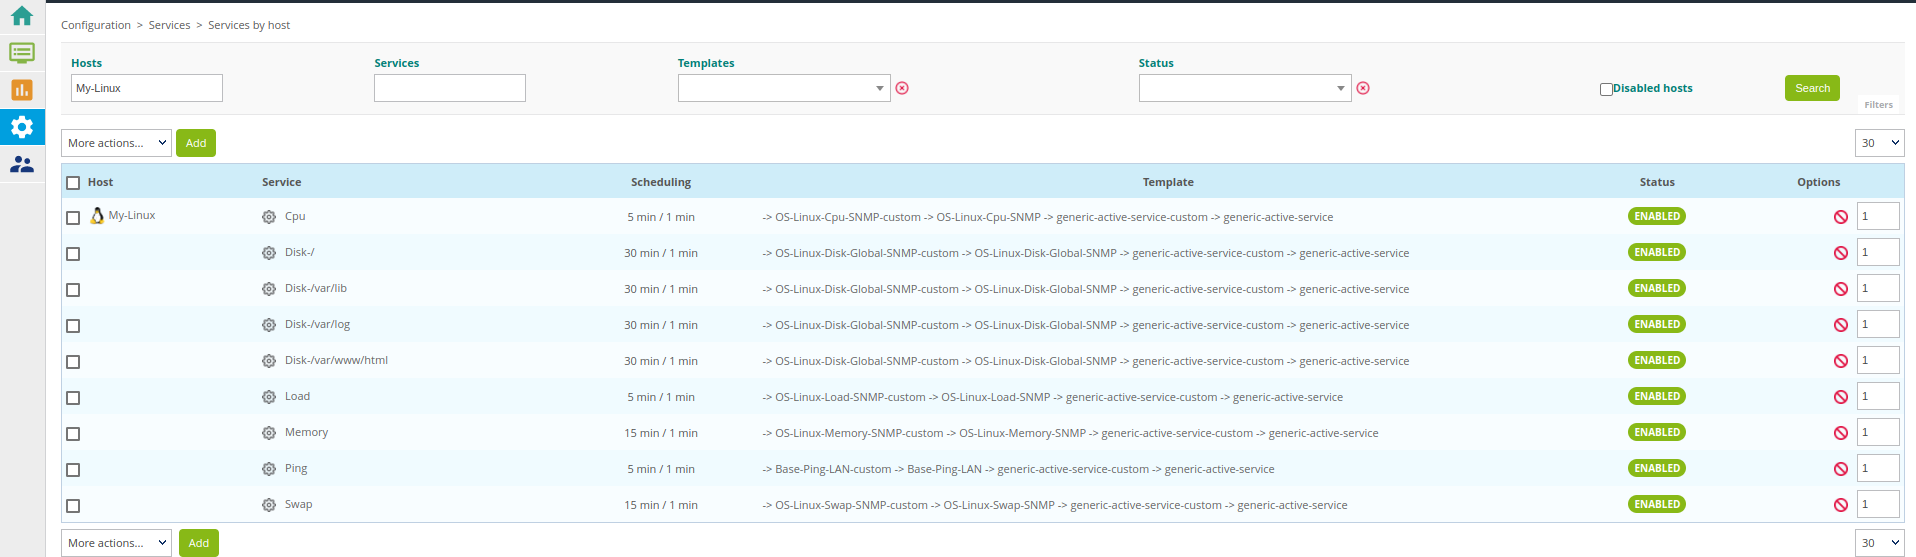 Configuration > Services > Services by host
Hosts Services Templates Status
My-Linux Disabled hosts Search
Filters
More actions... Add 30
Host Service Scheduling Template Status Options
My-Linux Cpu 5 min / 1 min -> OS-Linux-Cpu-SNMP-custom -> OS-Linux-Cpu-SNMP -> generic-active-service-custom -> generic-active-service ENABLED 1
Disk-/ 30 min / 1 min -> OS-Linux-Disk-Global-SNMP-custom -> OS-Linux-Disk-Global-SNMP -> generic-active-service-custom -> generic-active-service ENABLED 1
Disk-/var/lib 30 min / 1 min -> OS-Linux-Disk-Global-SNMP-custom -> OS-Linux-Disk-Global-SNMP -> generic-active-service-custom -> generic-active-service ENABLED 1
Disk-/var/log 30 min / 1 min -> OS-Linux-Disk-Global-SNMP-custom -> OS-Linux-Disk-Global-SNMP -> generic-active-service-custom -> generic-active-service ENABLED 1
Disk-/var/www/html 30 min / 1 min -> OS-Linux-Disk-Global-SNMP-custom -> OS-Linux-Disk-Global-SNMP -> generic-active-service-custom -> generic-active-service ENABLED 1
Load 5 min / 1 min -> OS-Linux-Load-SNMP-custom -> OS-Linux-Load-SNMP -> generic-active-service-custom -> generic-active-service ENABLED 1
Memory 15 min / 1 min -> OS-Linux-Memory-SNMP-custom -> OS-Linux-Memory-SNMP -> generic-active-service-custom -> generic-active-service ENABLED 1
Ping 5 min / 1 min -> Base-Ping-LAN-custom -> Base-Ping-LAN -> generic-active-service-custom -> generic-active-service ENABLED 1
Swap 15 min / 1 min -> OS-Linux-Swap-SNMP-custom -> OS-Linux-Swap-SNMP -> generic-active-service-custom -> generic-active-service ENABLED 1
More actions... Add 30